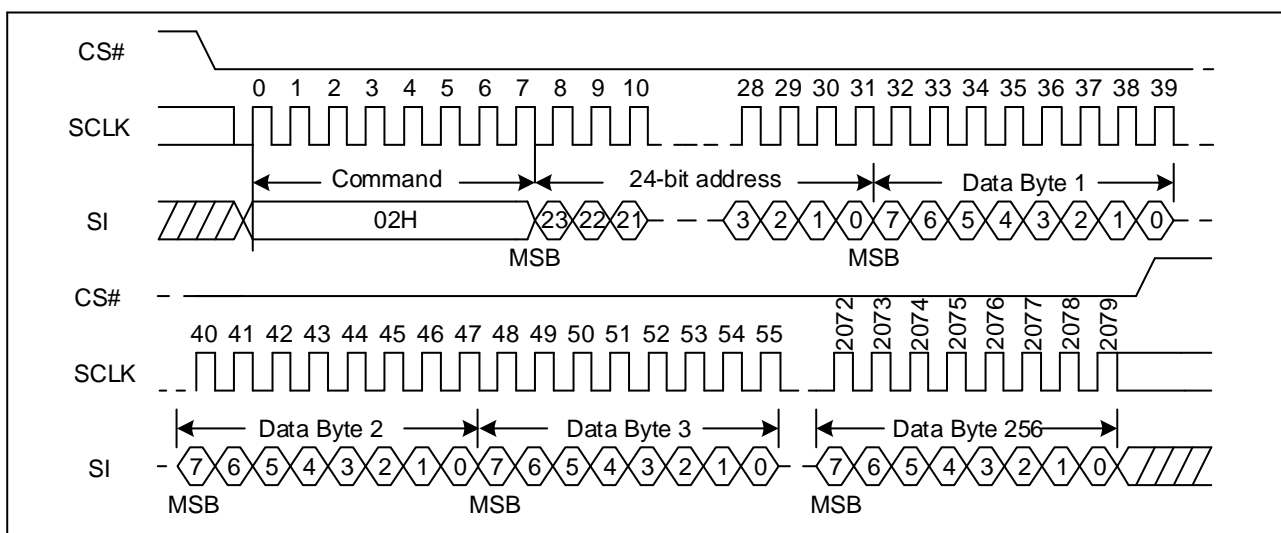 CS#
0 1 2 3 4 5 6 7 8 9 10 28 29 30 31 32 33 34 35 36 37 38 39
SCLK
Command 24-bit address Data Byte 1
SI 02H 23 22 21 3 2 1 0 7 6 5 4 3 2 1 0
MSB MSB
CS#
40 41 42 43 44 45 46 47 48 49 50 51 52 53 54 55 2072 2073 2074 2075 2076 2077 2078 2079
SCLK
Data Byte 2 Data Byte 3 Data Byte 256
SI 7 6 5 4 3 2 1 0 7 6 5 4 3 2 1 0 7 6 5 4 3 2 1 0
MSB MSB MSB